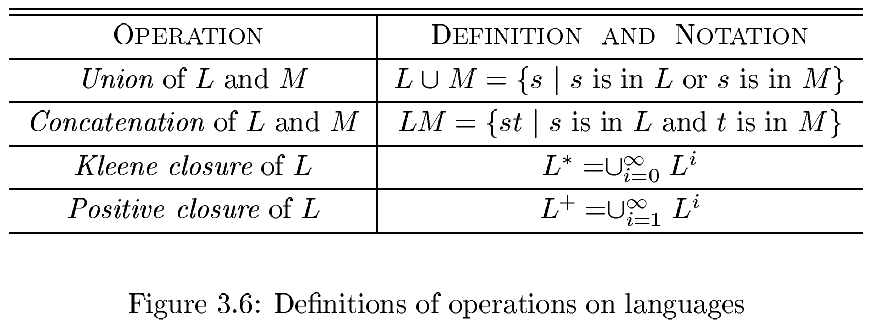 OPERATION DEFINITION AND NOTATION
Union of L and M L ∪ M = {s | s is in L or s is in M}
Concatenation of L and M LM = {st | s is in L and t is in M}
Kleene closure of L L* = ∪_{i=0}^{∞} L^i
Positive closure of L L^+ = ∪_{i=1}^{∞} L^i
Figure 3.6: Definitions of operations on languages